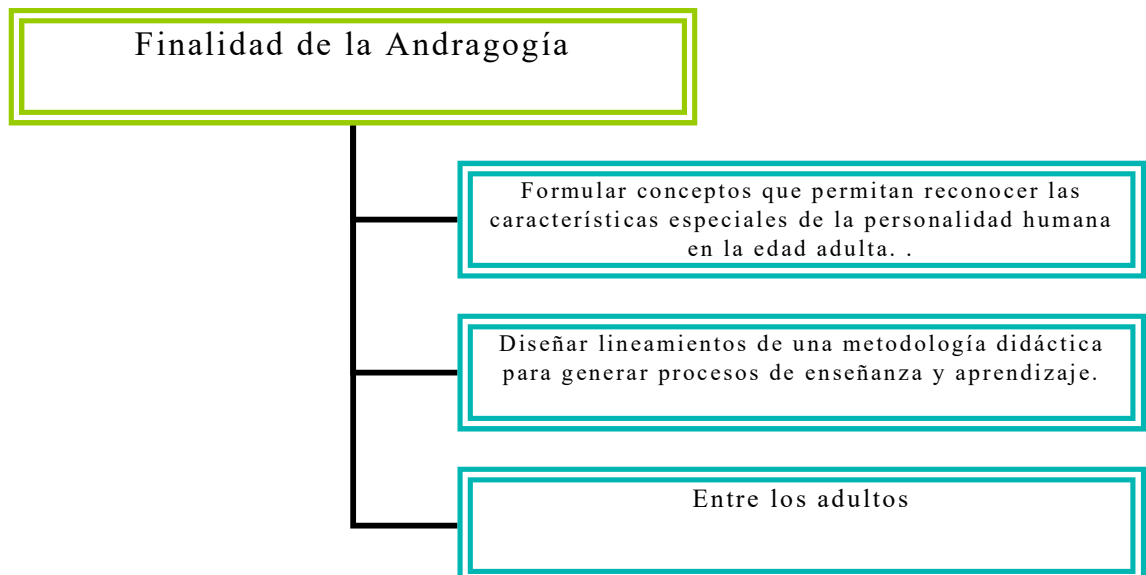 Finalidad de la Andragogía
Formular conceptos que permitan reconocer las
características especiales de la personalidad humana
en la edad adulta. .
Diseñar lineamientos de una metodología didáctica
para generar procesos de enseñanza y aprendizaje.
Entre los adultos